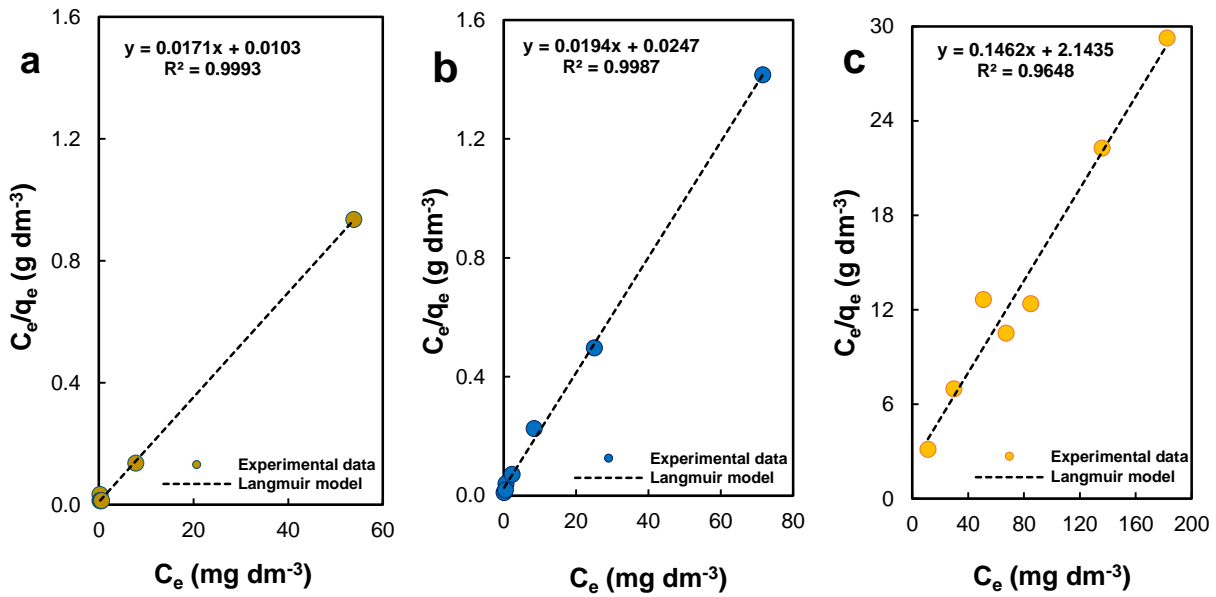 a
y = 0.0171x + 0.0103
R² = 0.9993
1.6
1.2
0.8
0.4
0.0
0
20
40
60
Cₑ/qₑ (g dm⁻³)
Cₑ (mg dm⁻³)
Experimental data
Langmuir model
b
y = 0.0194x + 0.0247
R² = 0.9987
1.6
1.2
0.8
0.4
0.0
0
20
40
60
80
Cₑ/qₑ (g dm⁻³)
Cₑ (mg dm⁻³)
Experimental data
Langmuir model
c
y = 0.1462x + 2.1435
R² = 0.9648
30
24
18
12
6
0
0
40
80
120
160
200
Cₑ/qₑ (g dm⁻³)
Cₑ (mg dm⁻³)
Experimental data
Langmuir model